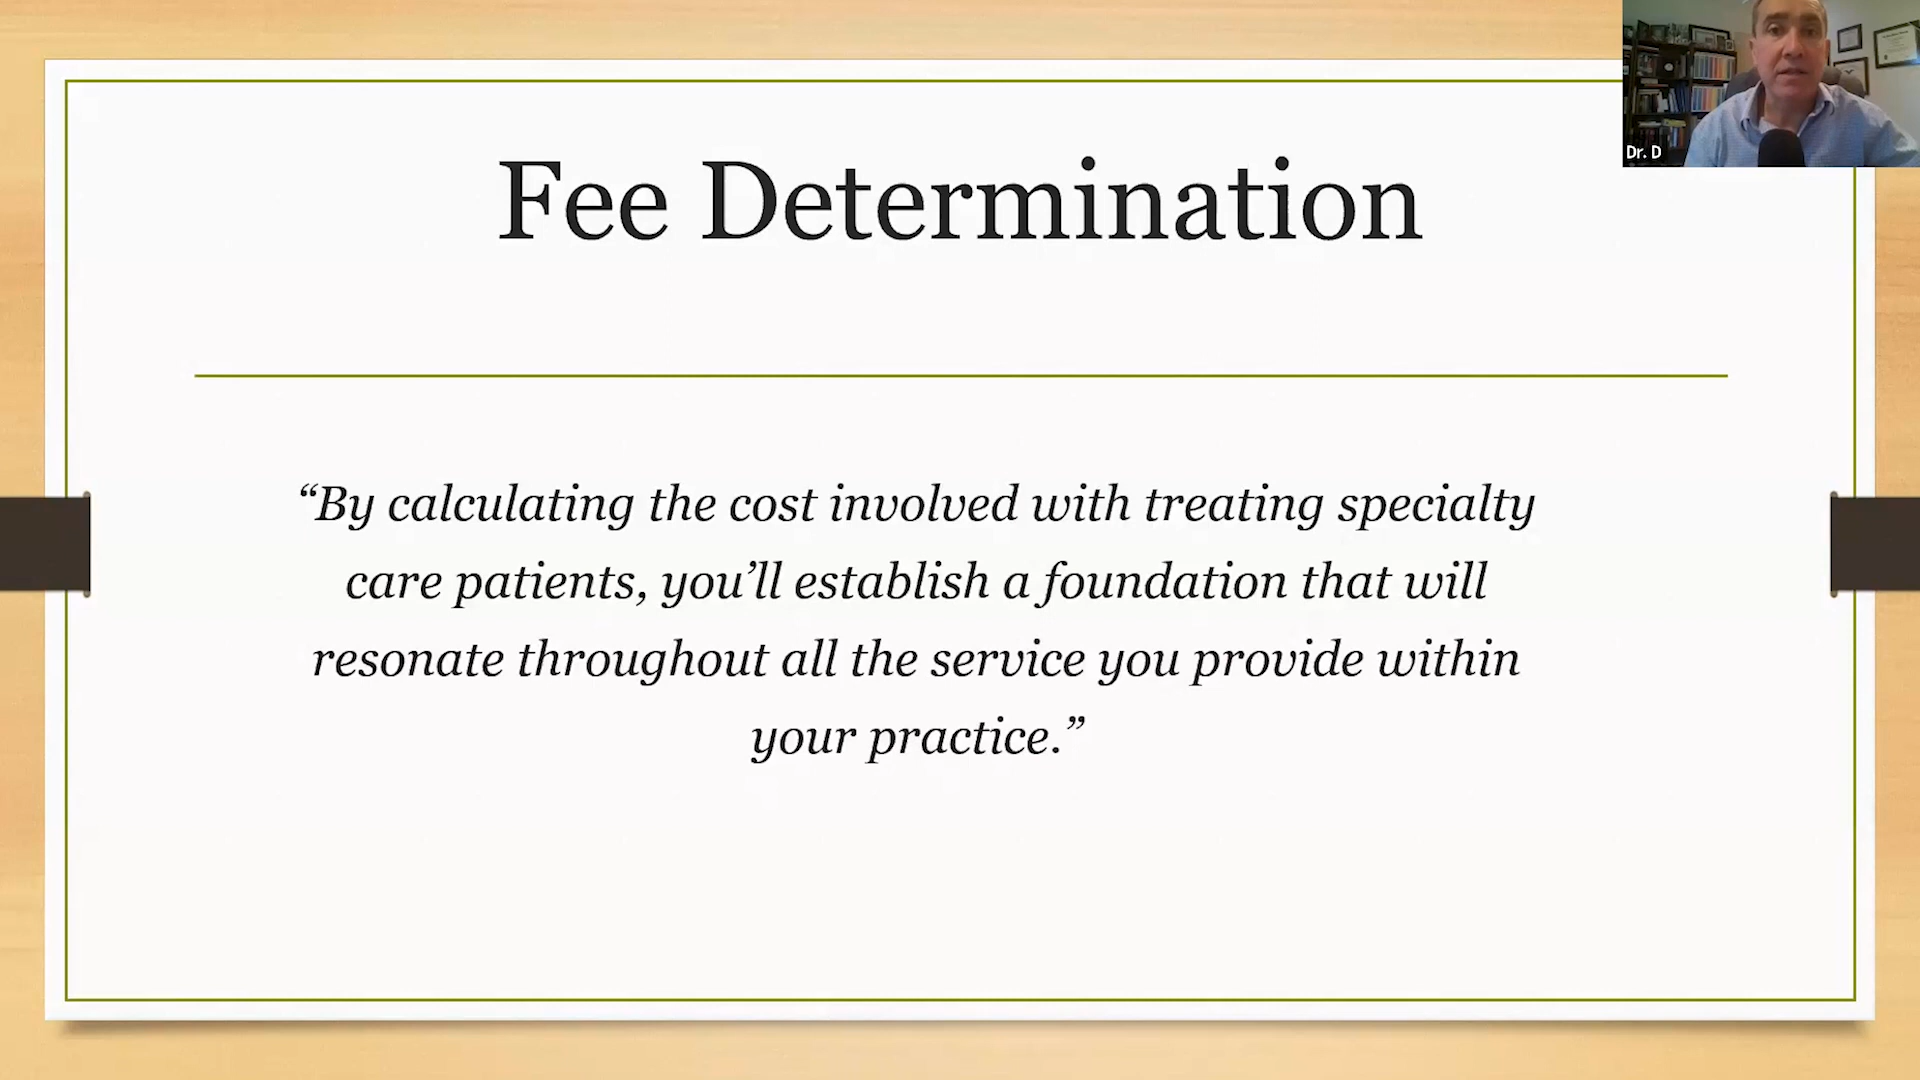 Dr. D
Fee Determination
“By calculating the cost involved with treating specialty
care patients, you’ll establish a foundation that will
resonate throughout all the service you provide within
your practice.”